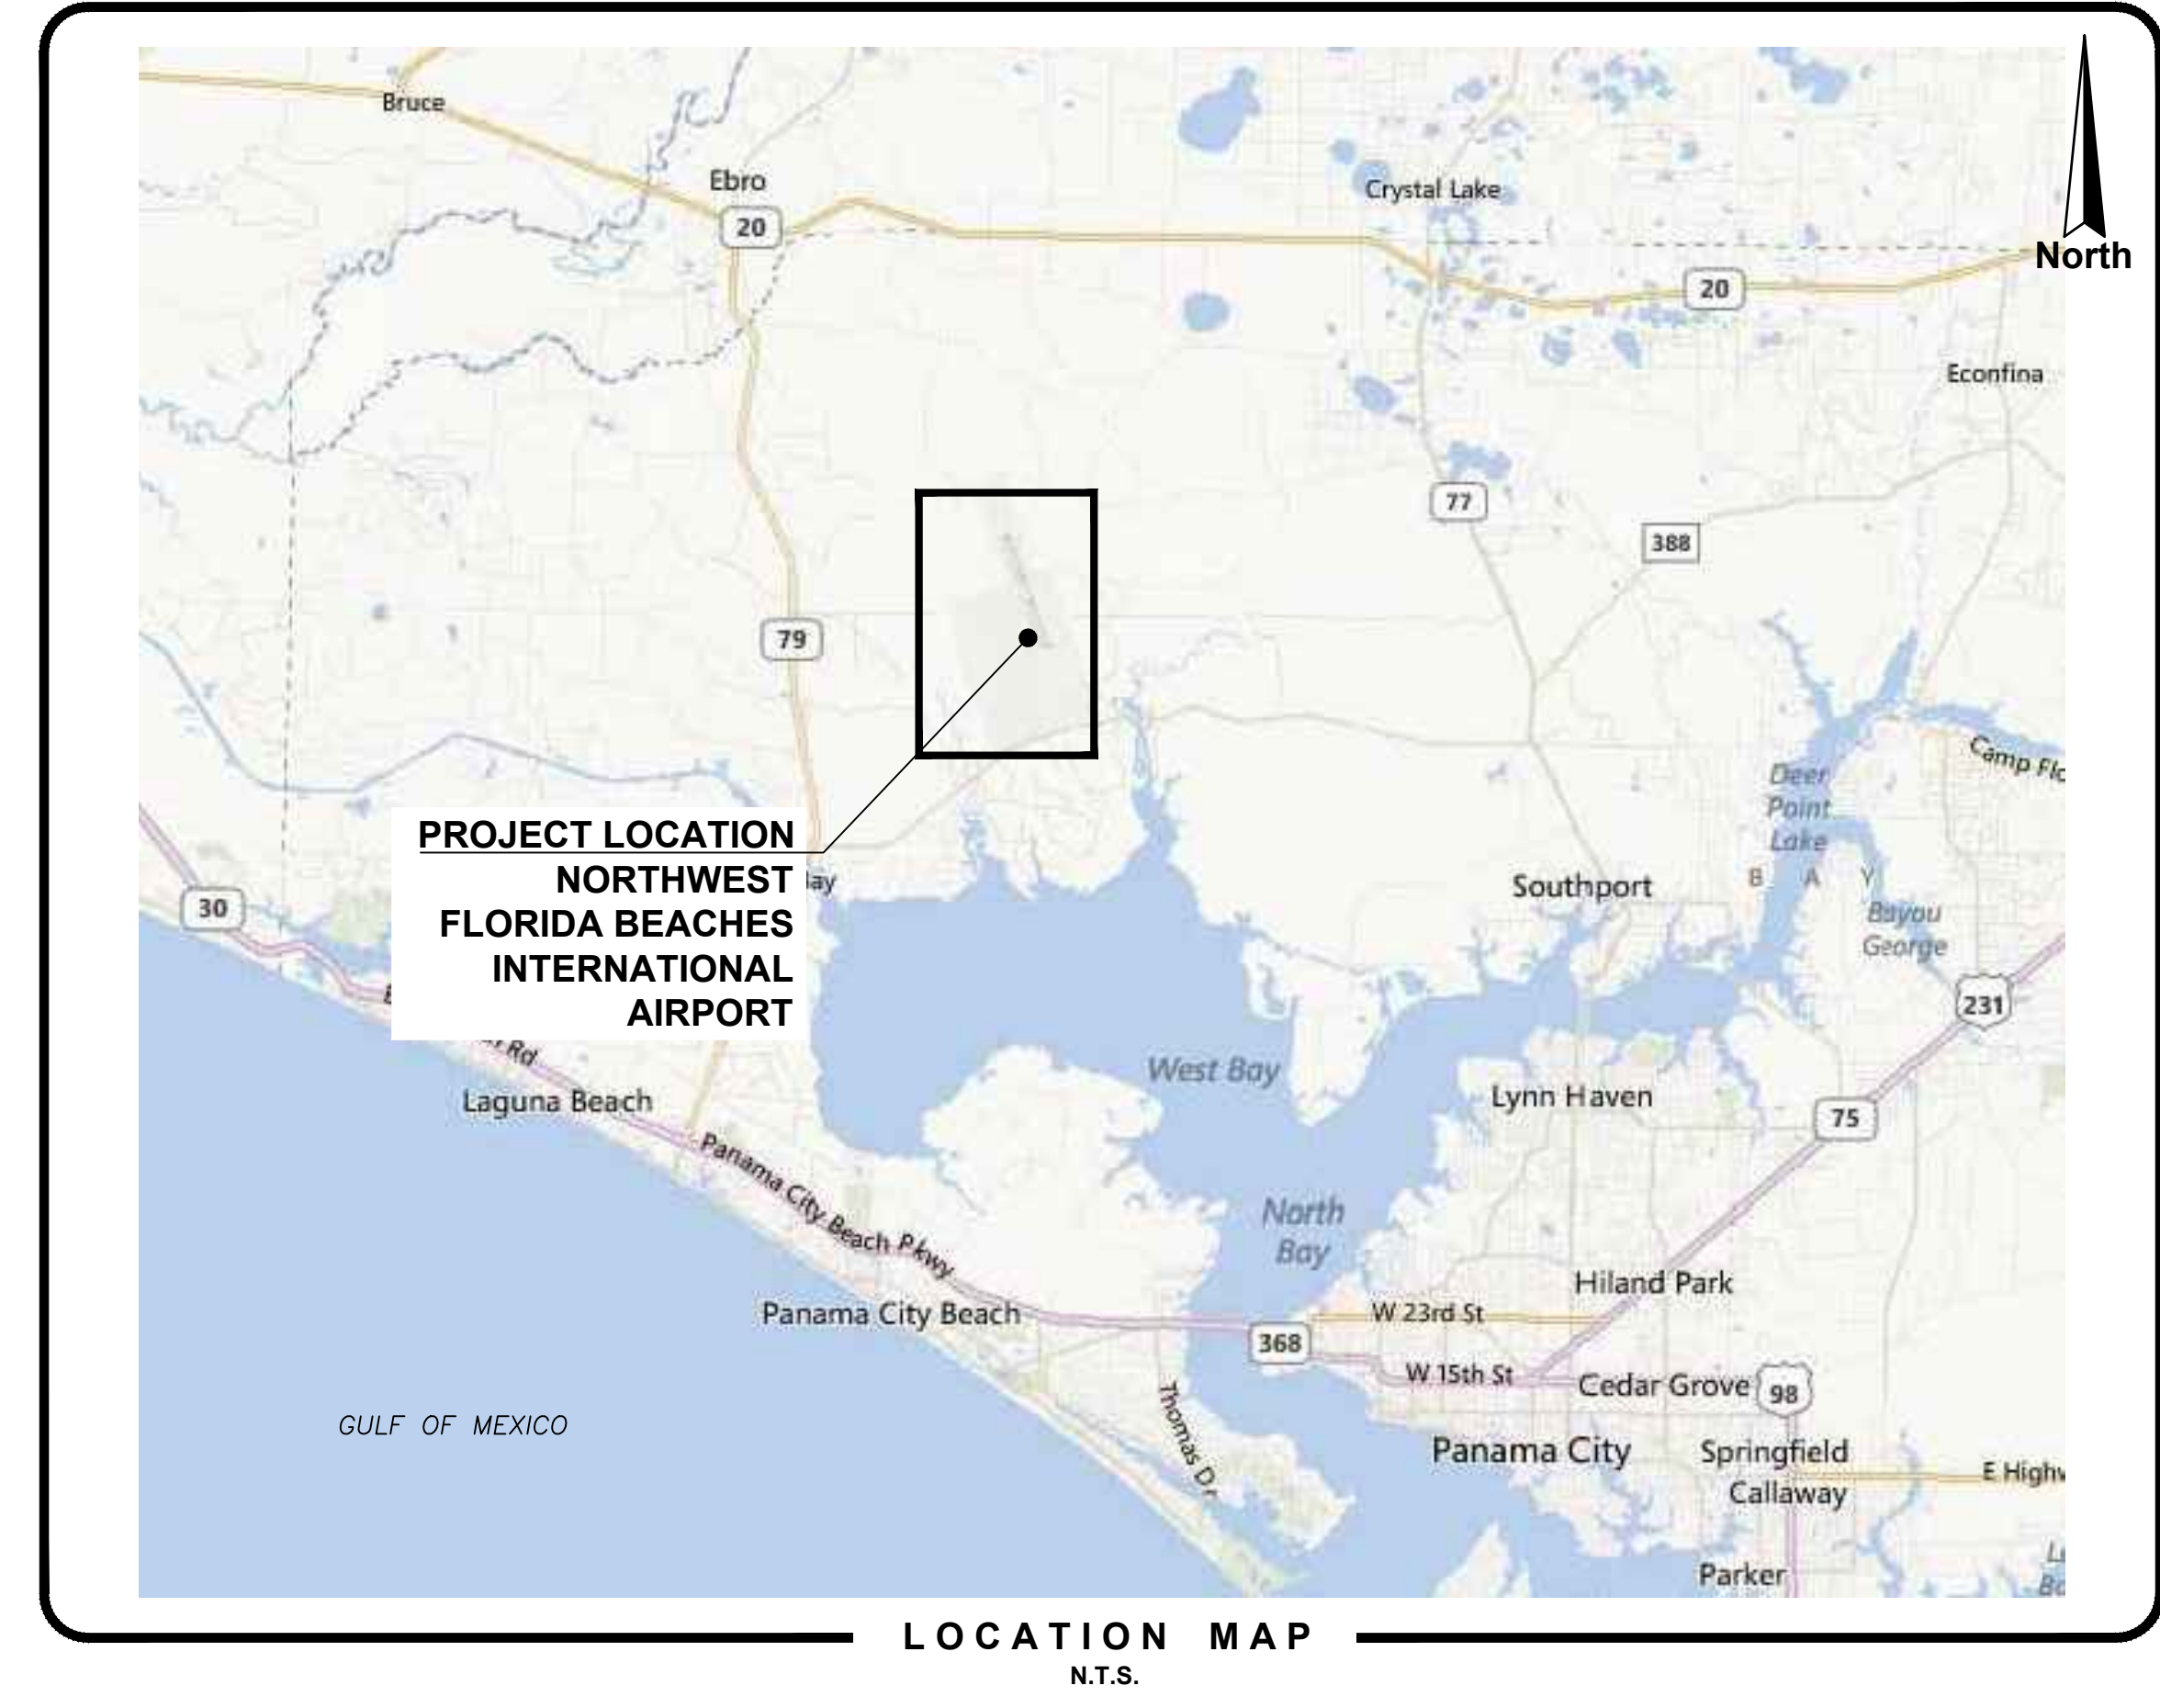 Bruce
Ebro
20
Crystal Lake
North
20
Econfina
77
388
79
Camp Flo
Deer
Point
Lake
PROJECT LOCATION
NORTHWEST
FLORIDA BEACHES
INTERNATIONAL
AIRPORT
ay
30
Southport
B A Y
Bayou
George
231
West Bay
Rd
Laguna Beach
Lynn Haven
75
Panama City Beach Pkwy
North
Bay
Hiland Park
Panama City Beach
W 23rd St
368
W 15th St
Cedar Grove
98
Thomas Dr
GULF OF MEXICO
Panama City
Springfield
E Highw
Callaway
Parker
LOCATION MAP
N.T.S.